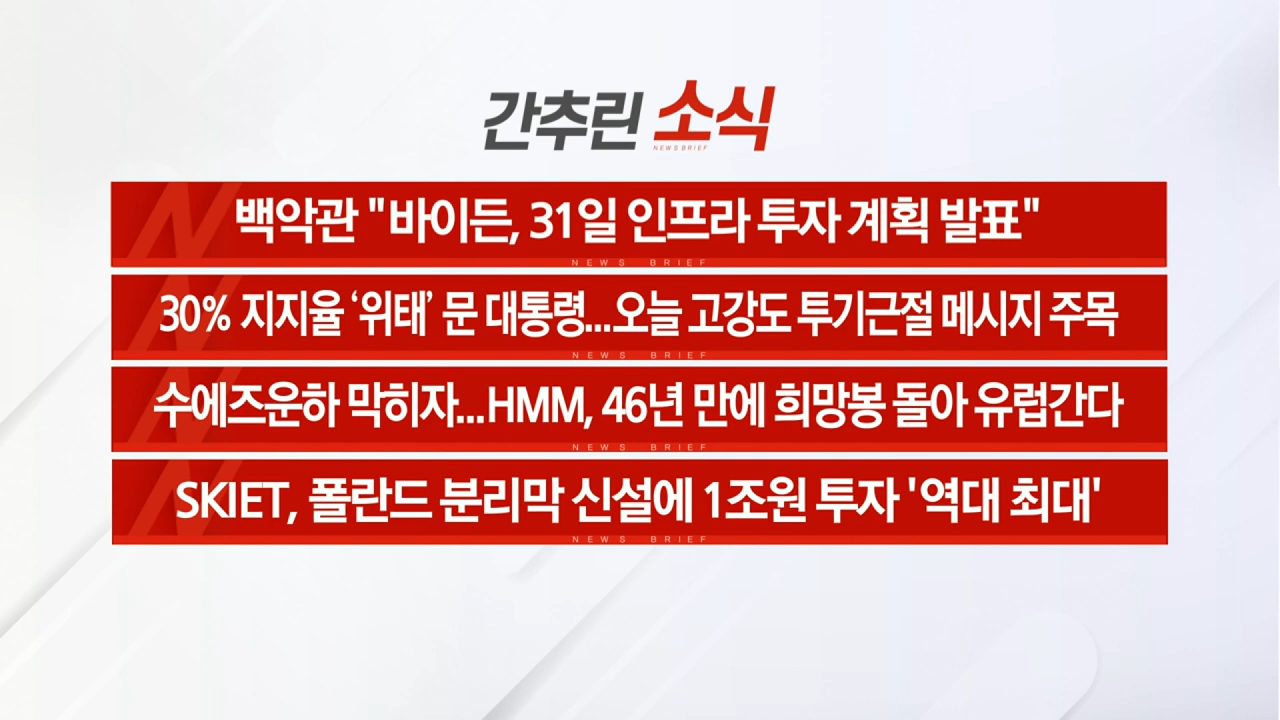 간추린 소식
NEWS BRIEF
백악관 "바이든, 31일 인프라 투자 계획 발표"
NEWS BRIEF
30% 지지율 ‘위태’ 문 대통령...오늘 고강도 투기근절 메시지 주목
NEWS BRIEF
수에즈운하 막히자...HMM, 46년 만에 희망봉 돌아 유럽간다
NEWS BRIEF
SKIET, 폴란드 분리막 신설에 1조원 투자 '역대 최대'
NEWS BRIEF